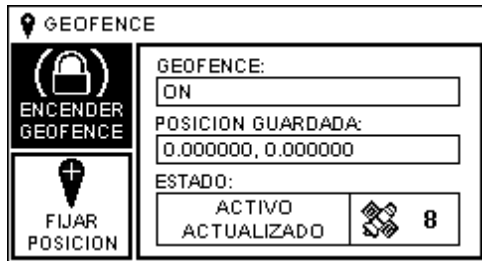 GEOFENCE
ENCENDER
GEOFENCE
FIJAR
POSICION
GEOFENCE:
ON
POSICION GUARDADA:
0.000000, 0.000000
ESTADO:
ACTIVO
ACTUALIZADO
8